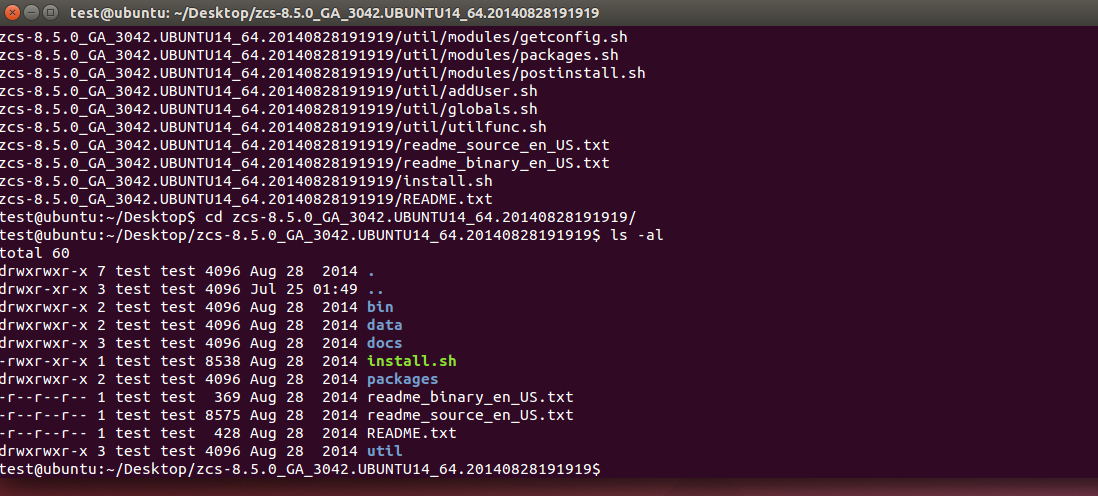 test@ubuntu: ~/Desktop/zcs-8.5.0_GA_3042.UBUNTU14_64.20140828191919
zcs-8.5.0_GA_3042.UBUNTU14_64.20140828191919/util/modules/getconfig.sh
zcs-8.5.0_GA_3042.UBUNTU14_64.20140828191919/util/modules/packages.sh
zcs-8.5.0_GA_3042.UBUNTU14_64.20140828191919/util/modules/postinstall.sh
zcs-8.5.0_GA_3042.UBUNTU14_64.20140828191919/util/addUser.sh
zcs-8.5.0_GA_3042.UBUNTU14_64.20140828191919/util/globals.sh
zcs-8.5.0_GA_3042.UBUNTU14_64.20140828191919/util/utilfunc.sh
zcs-8.5.0_GA_3042.UBUNTU14_64.20140828191919/readme_source_en_US.txt
zcs-8.5.0_GA_3042.UBUNTU14_64.20140828191919/readme_binary_en_US.txt
zcs-8.5.0_GA_3042.UBUNTU14_64.20140828191919/install.sh
zcs-8.5.0_GA_3042.UBUNTU14_64.20140828191919/README.txt
test@ubuntu:~/Desktop$ cd zcs-8.5.0_GA_3042.UBUNTU14_64.20140828191919/
test@ubuntu:~/Desktop/zcs-8.5.0_GA_3042.UBUNTU14_64.20140828191919$ ls -al
total 60
drwxrwxr-x 7 test test 4096 Aug 28  2014 .
drwxr-xr-x 3 test test 4096 Jul 25 01:49 ..
drwxrwxr-x 2 test test 4096 Aug 28  2014 bin
drwxrwxr-x 2 test test 4096 Aug 28  2014 data
drwxrwxr-x 3 test test 4096 Aug 28  2014 docs
-rwxr-xr-x 1 test test 8538 Aug 28  2014 install.sh
drwxrwxr-x 2 test test 4096 Aug 28  2014 packages
-r--r--r-- 1 test test  369 Aug 28  2014 readme_binary_en_US.txt
-r--r--r-- 1 test test 8575 Aug 28  2014 readme_source_en_US.txt
-r--r--r-- 1 test test  428 Aug 28  2014 README.txt
drwxrwxr-x 3 test test 4096 Aug 28  2014 util
test@ubuntu:~/Desktop/zcs-8.5.0_GA_3042.UBUNTU14_64.20140828191919$